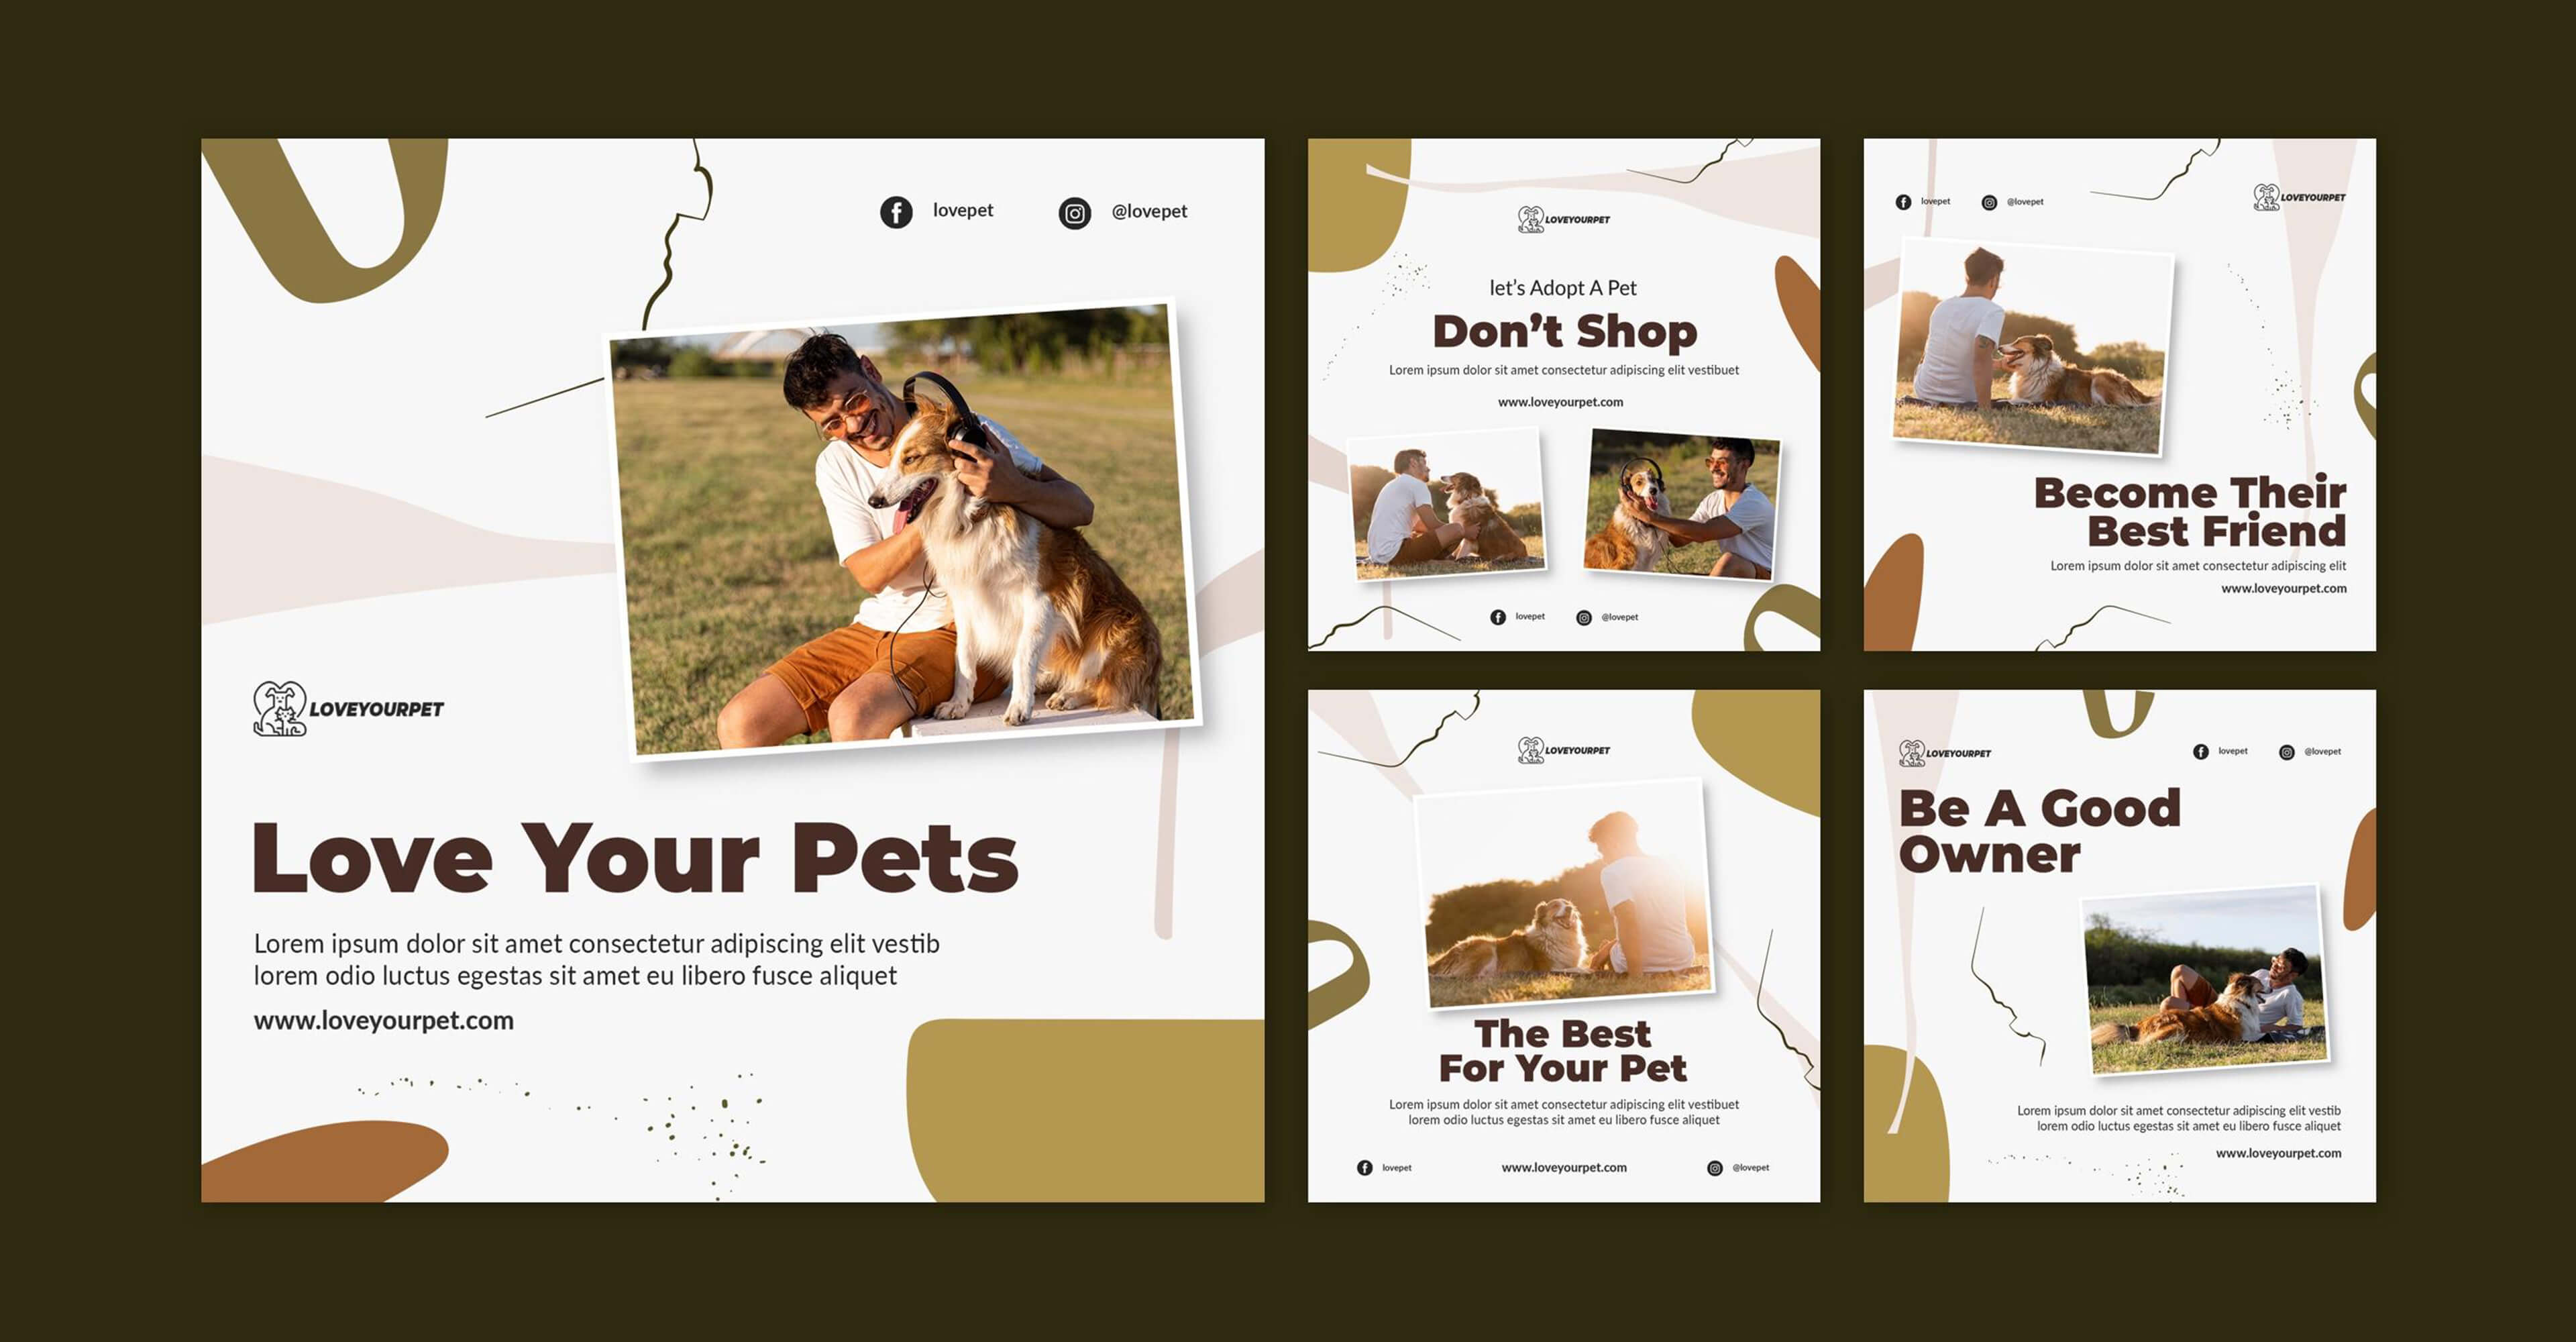 lovepet
@lovepet
LOVEYOURPET
Love Your Pets
Lorem ipsum dolor sit amet consectetur adipiscing elit vestib
lorem odio luctus egestas sit amet eu libero fusce aliquet
www.loveyourpet.com
LOVEYOURPET
let's Adopt A Pet
Don't Shop
Lorem ipsum dolor sit amet consectetur adipiscing elit vestibuet
www.loveyourpet.com
lovepet
@lovepet
lovepet
@lovepet
LOVEYOURPET
Become Their
Best Friend
Lorem ipsum dolor sit amet consectetur adipiscing elit
www.loveyourpet.com
LOVEYOURPET
The Best
For Your Pet
Lorem ipsum dolor sit amet consectetur adipiscing elit vestibuet
lorem odio luctus egestas sit amet eu libero fusce aliquet
lovepet
www.loveyourpet.com
@lovepet
LOVEYOURPET
lovepet
@lovepet
Be A Good
Owner
Lorem ipsum dolor sit amet consectetur adipiscing elit vestib
lorem odio luctus egestas sit amet eu libero fusce aliquet
www.loveyourpet.com